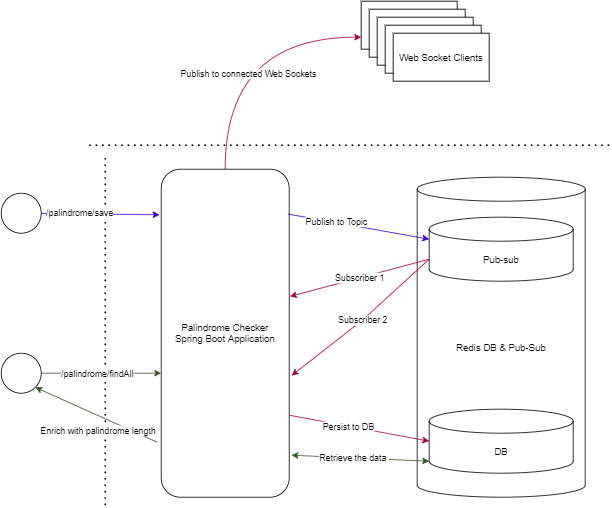 Web Socket Clients
Publish to connected Web Sockets
/palindrome/save
Publish to Topic
Pub-sub
Subscriber 1
Subscriber 2
Palindrome Checker
Spring Boot Application
Redis DB & Pub-Sub
/palindrome/findAll
Enrich with palindrome length
Persist to DB
DB
Retrieve the data